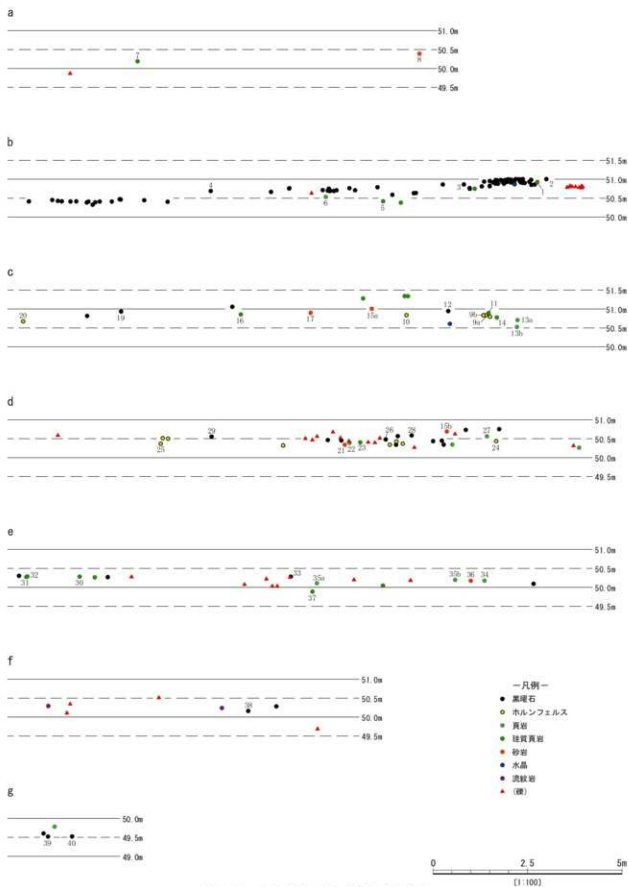 a
51.0m
50.5m
50.0m
49.5m
7
8
b
51.5m
51.0m
50.5m
50.0m
4
3
2
1
6
5
c
51.5m
51.0m
50.5m
50.0m
20
19
16
17
15a
10
12
11
9b
9a
14
13a
13b
d
51.0m
50.5m
50.0m
49.5m
29
25
26
28
15b
27
21
22
23
24
e
51.0m
50.5m
50.0m
49.5m
32
31
30
33
35a
37
35b
36
34
f
51.0m
50.5m
50.0m
49.5m
38
g
50.0m
49.5m
49.0m
39
40
―凡例―
黒曜石
ホルンフェルス
頁岩
珪質頁岩
砂岩
水晶
流紋岩
(礫)
0 2.5 5m
[1:100]